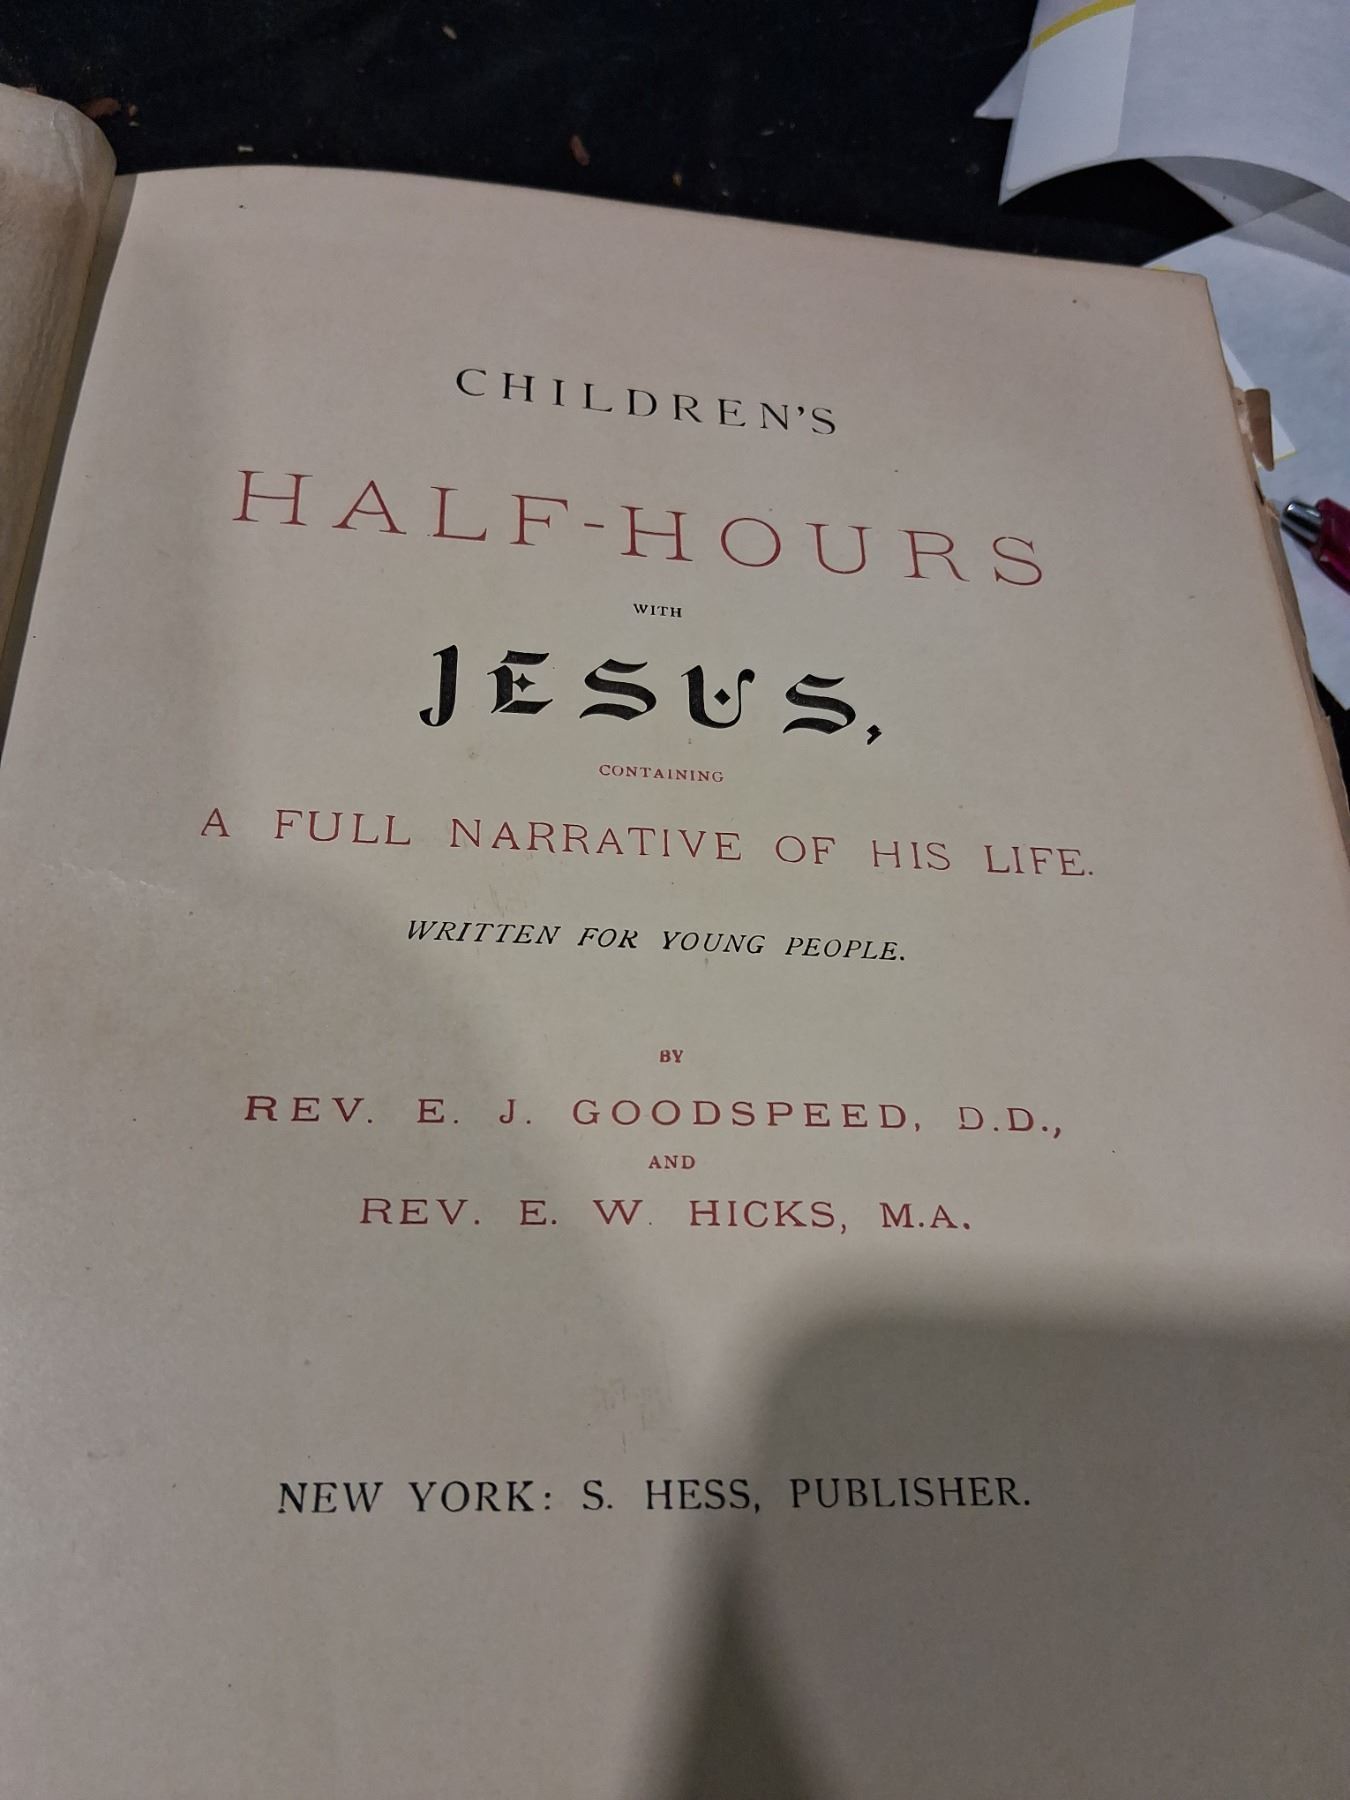 CHILDREN'S
HALF-HOURS
WITH
JESUS,
CONTAINING
A FULL NARRATIVE OF HIS LIFE.
WRITTEN FOR YOUNG PEOPLE.
BY
REV. E. J. GOODSPEED, D.D.,
AND
REV. E. W. HICKS, M.A.
NEW YORK: S. HESS, PUBLISHER.